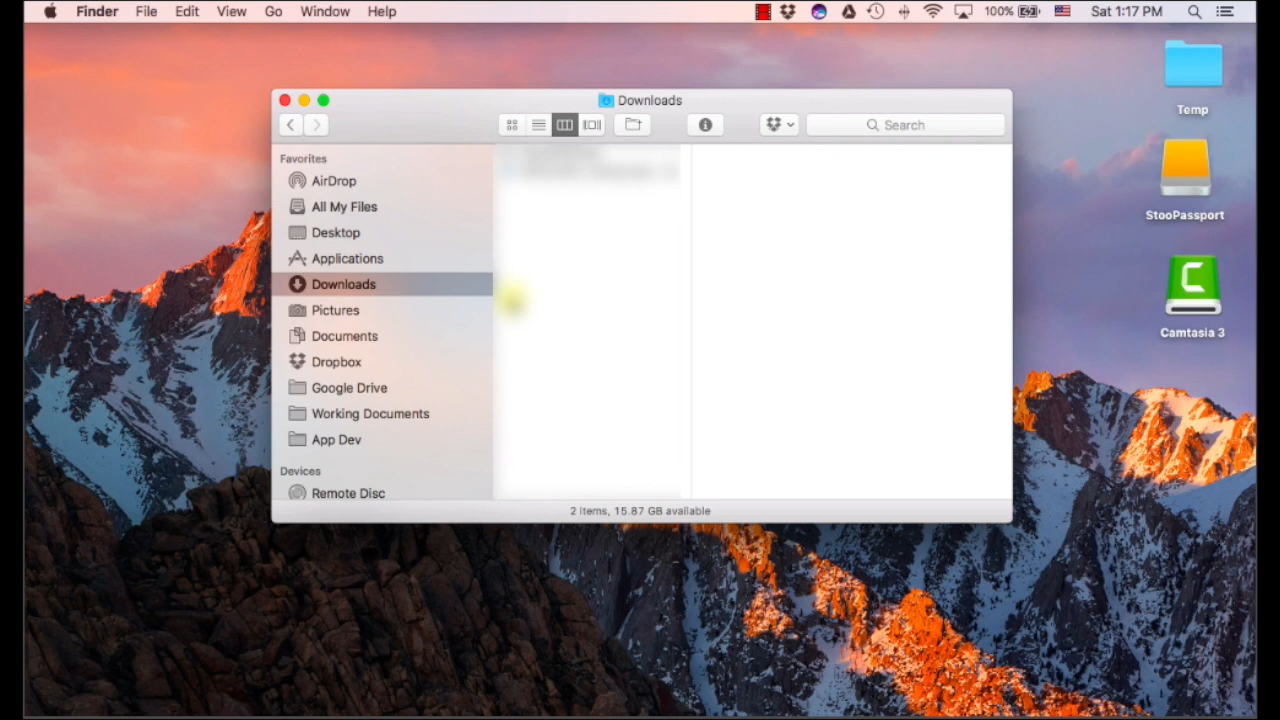 Finder File Edit View Go Window Help 100% Sat 1:17 PM
Downloads
Search
Favorites
AirDrop
All My Files
Desktop
Applications
Downloads
Pictures
Documents
Dropbox
Google Drive
Working Documents
App Dev
Devices
Remote Disc
2 items, 15.87 GB available
Temp
StooPassport
Camtasia 3